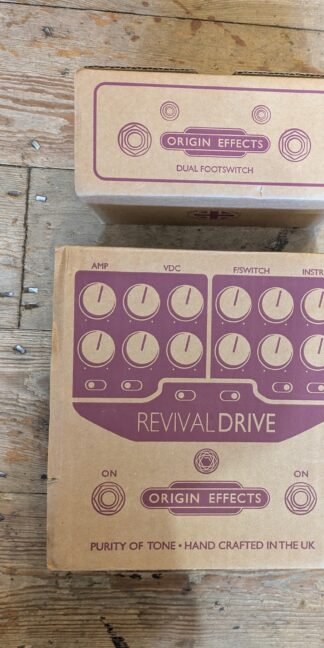 ORIGIN EFFECTS
DUAL FOOTSWITCH
AMP VDC F/SWITCH INSTR
REVIVALDRIVE
ON ON
ORIGIN EFFECTS
PURITY OF TONE • HAND CRAFTED IN THE UK